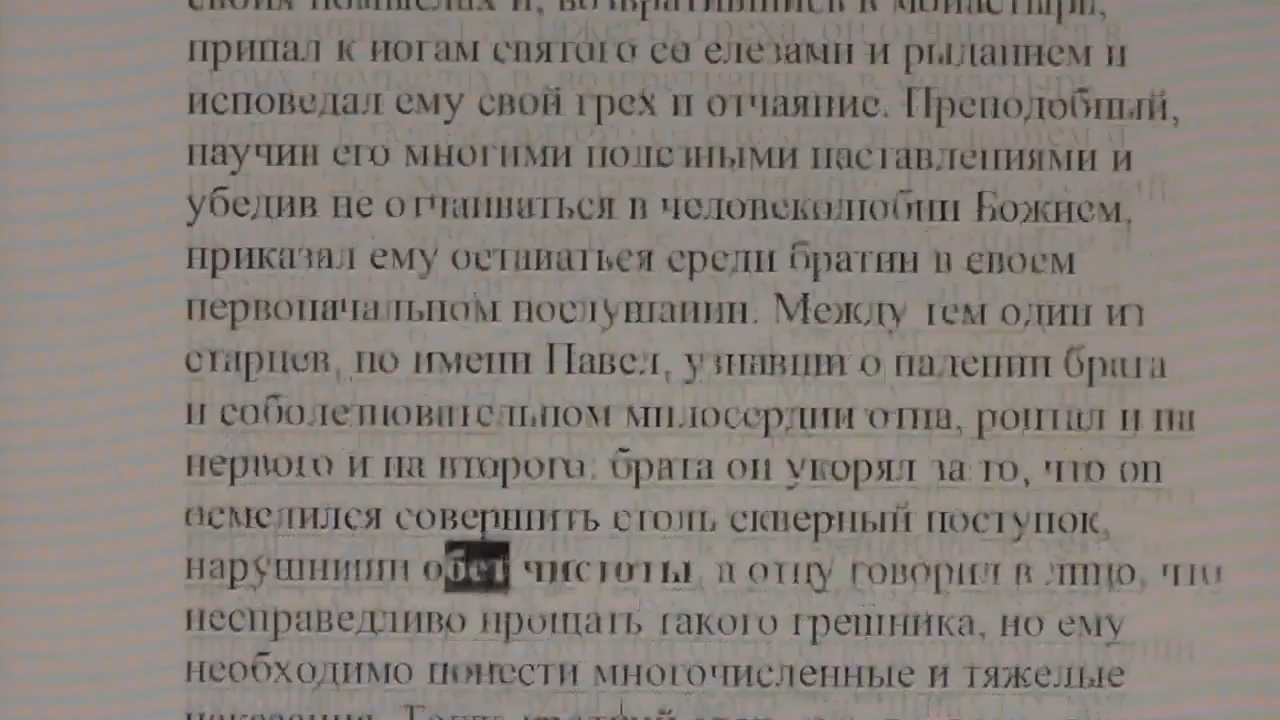 своих помыслах и, возвратившись в монастырь,
припал к ногам святого со слезами и рыданием и
исповедал ему свой грех и отчаяние. Преподобный,
научив его многими полезными наставлениями и
убедив не отчаиваться в человеколюбии Божием,
приказал ему оставаться среди братии в своем
первоначальном послушании. Между тем один из
старцев, по имени Павел, узнавши о падении брата
и соболезновательном милосердии отца, роптал и на
первого и на второго: брата он укорял за то, что он
осмелился совершить столь скверный поступок,
нарушивши обет чистоты, а отцу говорил в лицо, что
несправедливо прощать такого грешника, но ему
необходимо понести многочисленные и тяжелые